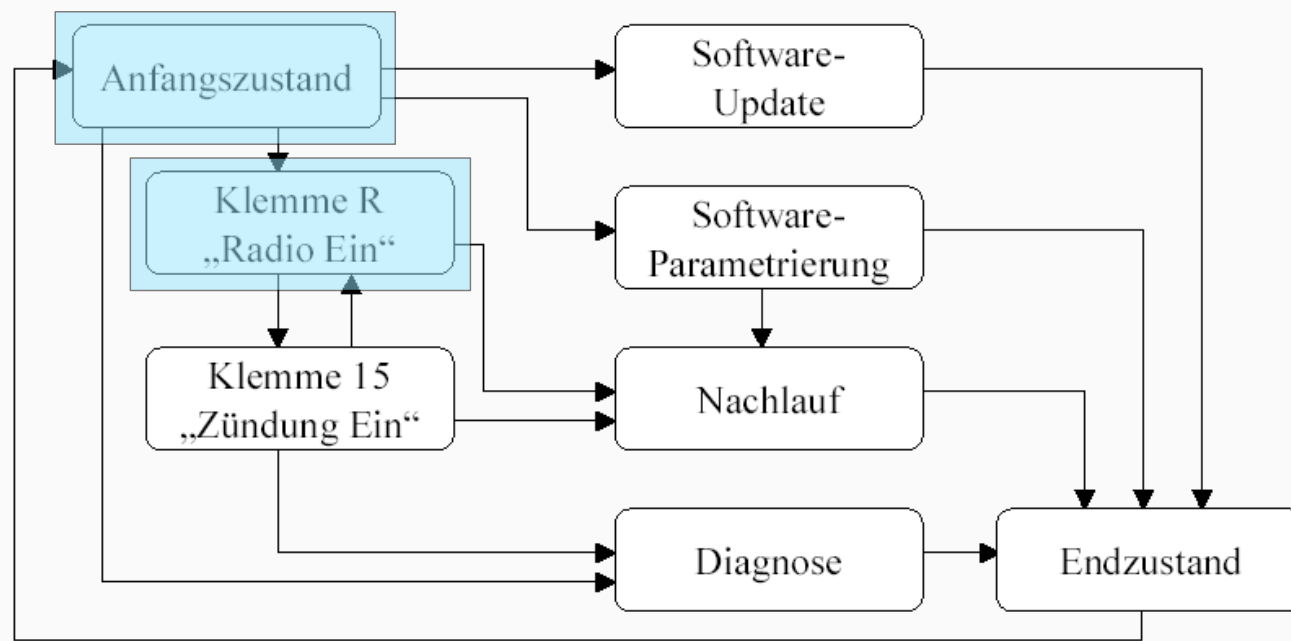 Anfangszustand
Software-
Update
Klemme R
„Radio Ein“
Software-
Parametrierung
Klemme 15
„Zündung Ein“
Nachlauf
Diagnose
Endzustand